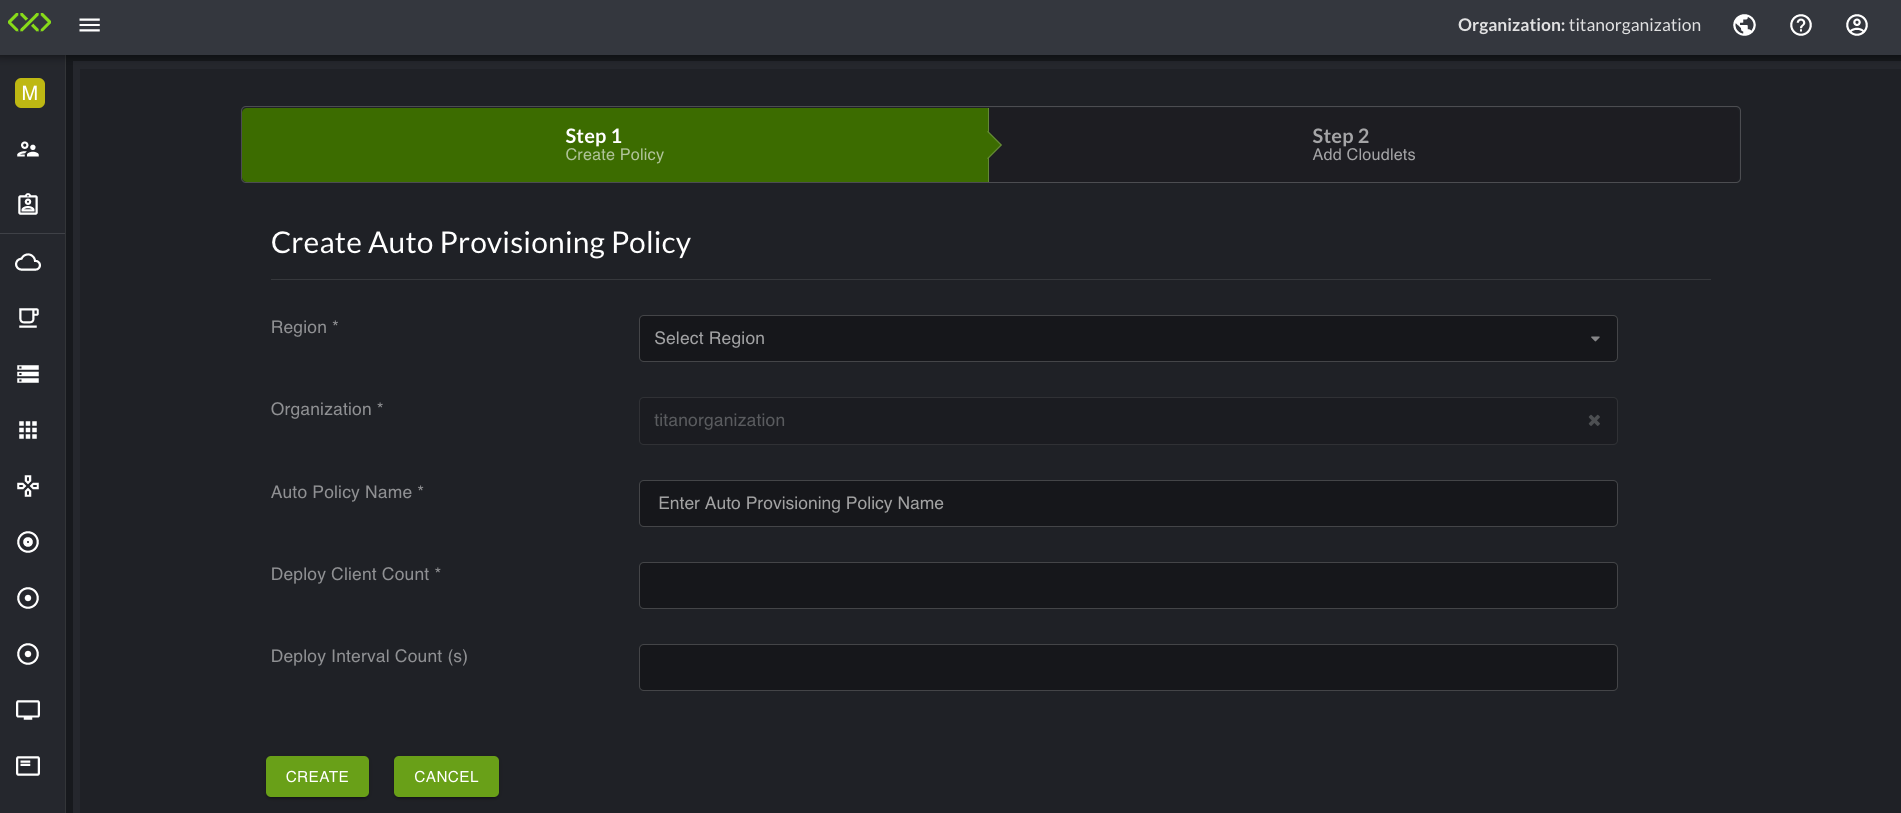 Organization: titanorganization
M
Step 1
Create Policy
Step 2
Add Cloudlets
Create Auto Provisioning Policy
Region *
Select Region
Organization *
titanorganization
Auto Policy Name *
Enter Auto Provisioning Policy Name
Deploy Client Count *
Deploy Interval Count (s)
CREATE
CANCEL